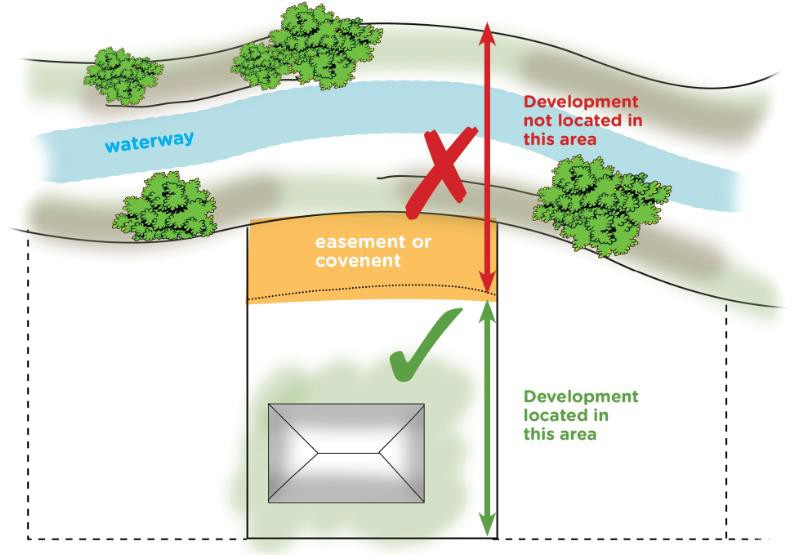 Development
not located in
this area
waterway
easement or
covenent
Development
located in
this area